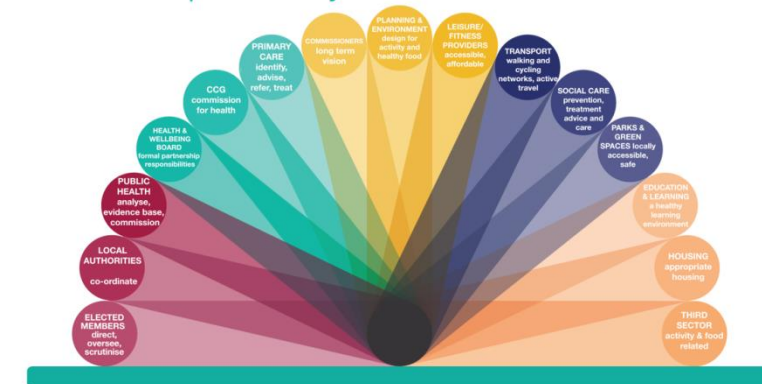 ELECTED
MEMBERS
direct,
oversee,
scrutinise
LOCAL
AUTHORITIES
co-ordinate
PUBLIC
HEALTH
analyse,
evidence base,
commission
HEALTH &
WELLBEING
BOARD
formal partnership
responsibilities
CCG
commission
for health
PRIMARY
CARE
identify,
advise,
refer, treat
COMMISSIONERS
long term
vision
PLANNING &
ENVIRONMENT
design for
activity and
healthy food
LEISURE/
FITNESS
PROVIDERS
accessible,
affordable
TRANSPORT
walking and
cycling
networks, active
travel
SOCIAL CARE
prevention,
treatment
advice and
care
PARKS &
GREEN
SPACES locally
accessible,
safe
EDUCATION
& LEARNING
a healthy
learning
environment
HOUSING
appropriate
housing
THIRD
SECTOR
activity & food
related